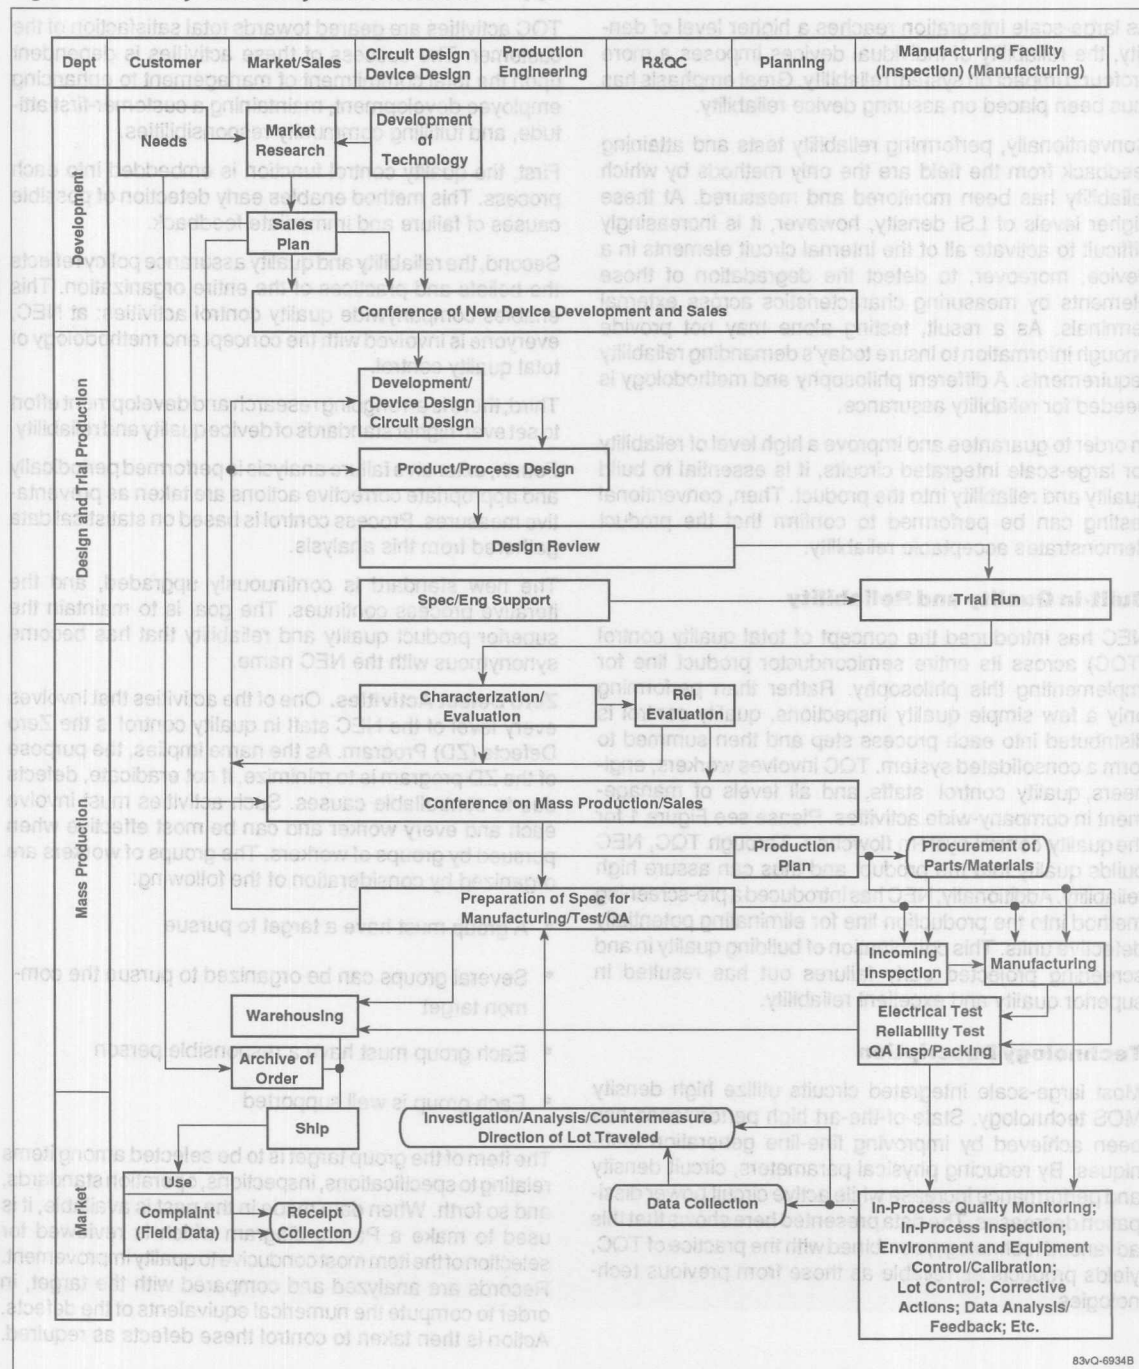 Dept
Customer
Market/Sales
Circuit Design
Device Design
Production
Engineering
R&QC
Planning
Manufacturing Facility
(Inspection) (Manufacturing)
Development
Needs
Market
Research
Development
of
Technology
Sales
Plan
Conference of New Device Development and Sales
Design and Trial Production
Development/
Device Design
Circuit Design
Product/Process Design
Design Review
Spec/Eng Support
Trial Run
Mass Production
Characterization/
Evaluation
Rel
Evaluation
Conference on Mass Production/Sales
Production
Plan
Procurement of
Parts/Materials
Preparation of Spec for
Manufacturing/Test/QA
Incoming
Inspection
Manufacturing
Warehousing
Electrical Test
Reliability Test
QA Insp/Packing
Archive of
Order
Market
Ship
Investigation/Analysis/Countermeasure
Direction of Lot Traveled
Use
Complaint
(Field Data)
Receipt
Collection
Data Collection
In-Process Quality Monitoring;
In-Process Inspection;
Environment and Equipment
Control/Calibration;
Lot Control; Corrective
Actions; Data Analysis/
Feedback; Etc.
83vQ-6934B